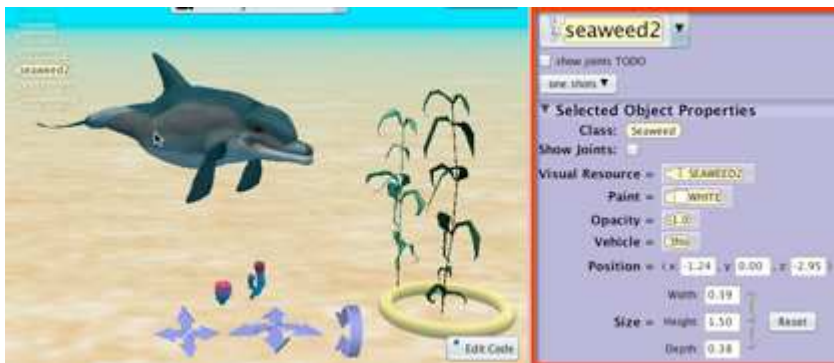 seaweed2
Edit Code
seaweed2
show joints TODO
one shots
Selected Object Properties
Class: Seaweed
Show Joints:
Visual Resource = SEAWEED2
Paint = WHITE
Opacity = 1.0
Vehicle = this
Position = ( x: -1.24 , y: 0.00 , z: -2.95 )
Width: 0.39
Size = Height: 1.50 Reset
Depth: 0.38